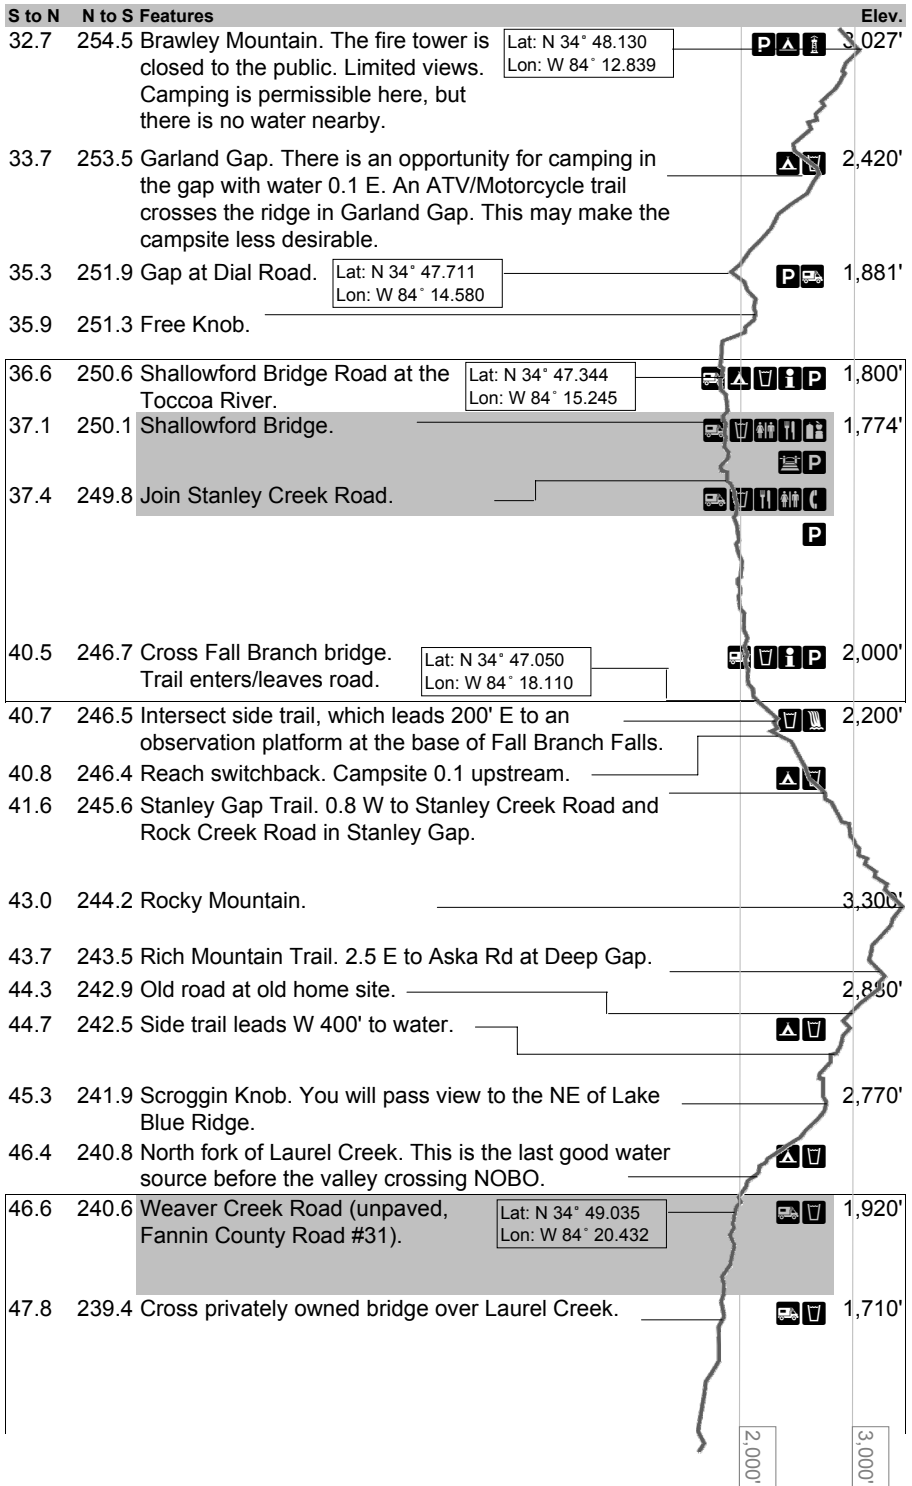 S to N N to S Features Elev.
32.7 254.5 Brawley Mountain. The fire tower is Lat: N 34° 48.130 P 3,027'
closed to the public. Limited views. Lon: W 84° 12.839
Camping is permissible here, but
there is no water nearby.
33.7 253.5 Garland Gap. There is an opportunity for camping in 2,420'
the gap with water 0.1 E. An ATV/Motorcycle trail
crosses the ridge in Garland Gap. This may make the
campsite less desirable.
35.3 251.9 Gap at Dial Road. Lat: N 34° 47.711 P 1,881'
Lon: W 84° 14.580
35.9 251.3 Free Knob.
36.6 250.6 Shallowford Bridge Road at the Lat: N 34° 47.344 i P 1,800'
Toccoa River. Lon: W 84° 15.245
37.1 250.1 Shallowford Bridge. 1,774'
P
37.4 249.8 Join Stanley Creek Road.
P
40.5 246.7 Cross Fall Branch bridge. Lat: N 34° 47.050 i P 2,000'
Trail enters/leaves road. Lon: W 84° 18.110
40.7 246.5 Intersect side trail, which leads 200' E to an 2,200'
observation platform at the base of Fall Branch Falls.
40.8 246.4 Reach switchback. Campsite 0.1 upstream.
41.6 245.6 Stanley Gap Trail. 0.8 W to Stanley Creek Road and
Rock Creek Road in Stanley Gap.
43.0 244.2 Rocky Mountain. 3,300'
43.7 243.5 Rich Mountain Trail. 2.5 E to Aska Rd at Deep Gap.
44.3 242.9 Old road at old home site. 2,880'
44.7 242.5 Side trail leads W 400' to water.
45.3 241.9 Scroggin Knob. You will pass view to the NE of Lake 2,770'
Blue Ridge.
46.4 240.8 North fork of Laurel Creek. This is the last good water
source before the valley crossing NOBO.
46.6 240.6 Weaver Creek Road (unpaved, Lat: N 34° 49.035 1,920'
Fannin County Road #31). Lon: W 84° 20.432
47.8 239.4 Cross privately owned bridge over Laurel Creek. 1,710'
2,000' 3,000'